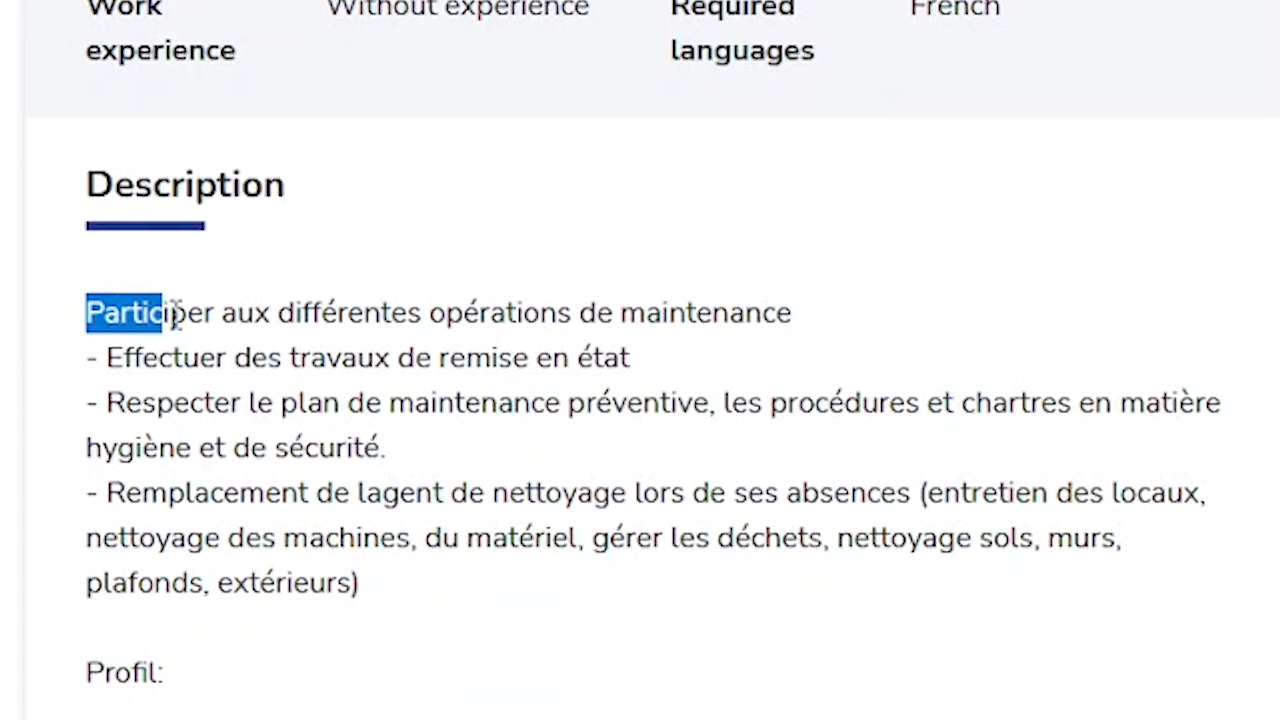 Work Without experience Required French
experience languages
Description
Participer aux différentes opérations de maintenance
- Effectuer des travaux de remise en état
- Respecter le plan de maintenance préventive, les procédures et chartres en matière
hygiène et de sécurité.
- Remplacement de lagent de nettoyage lors de ses absences (entretien des locaux,
nettoyage des machines, du matériel, gérer les déchets, nettoyage sols, murs,
plafonds, extérieurs)
Profil: